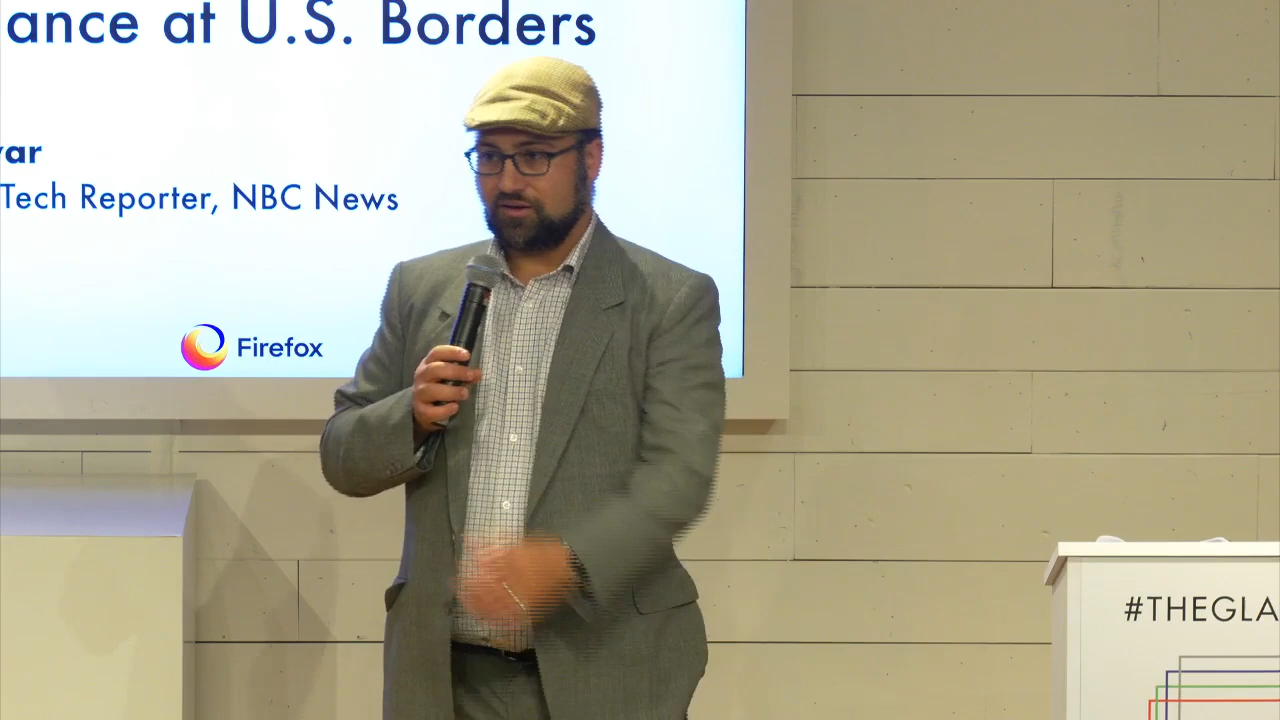 ance at U.S. Borders
var
Tech Reporter, NBC News
Firefox
#THEGLA